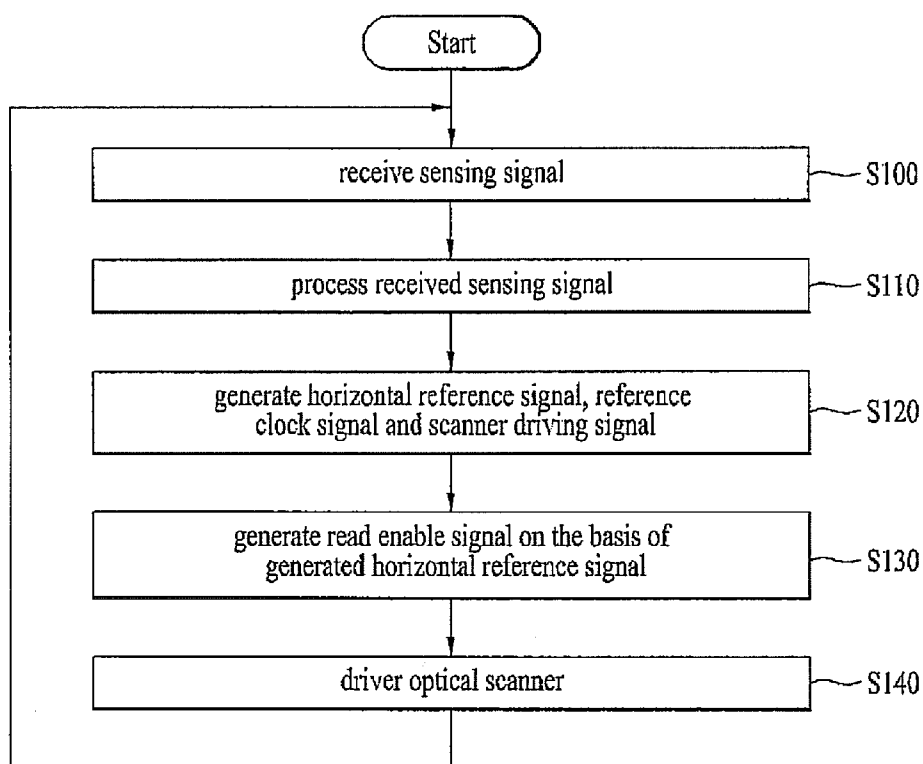 Start
receive sensing signal
S100
process received sensing signal
S110
generate horizontal reference signal, reference
clock signal and scanner driving signal
S120
generate read enable signal on the basis of
generated horizontal reference signal
S130
driver optical scanner
S140